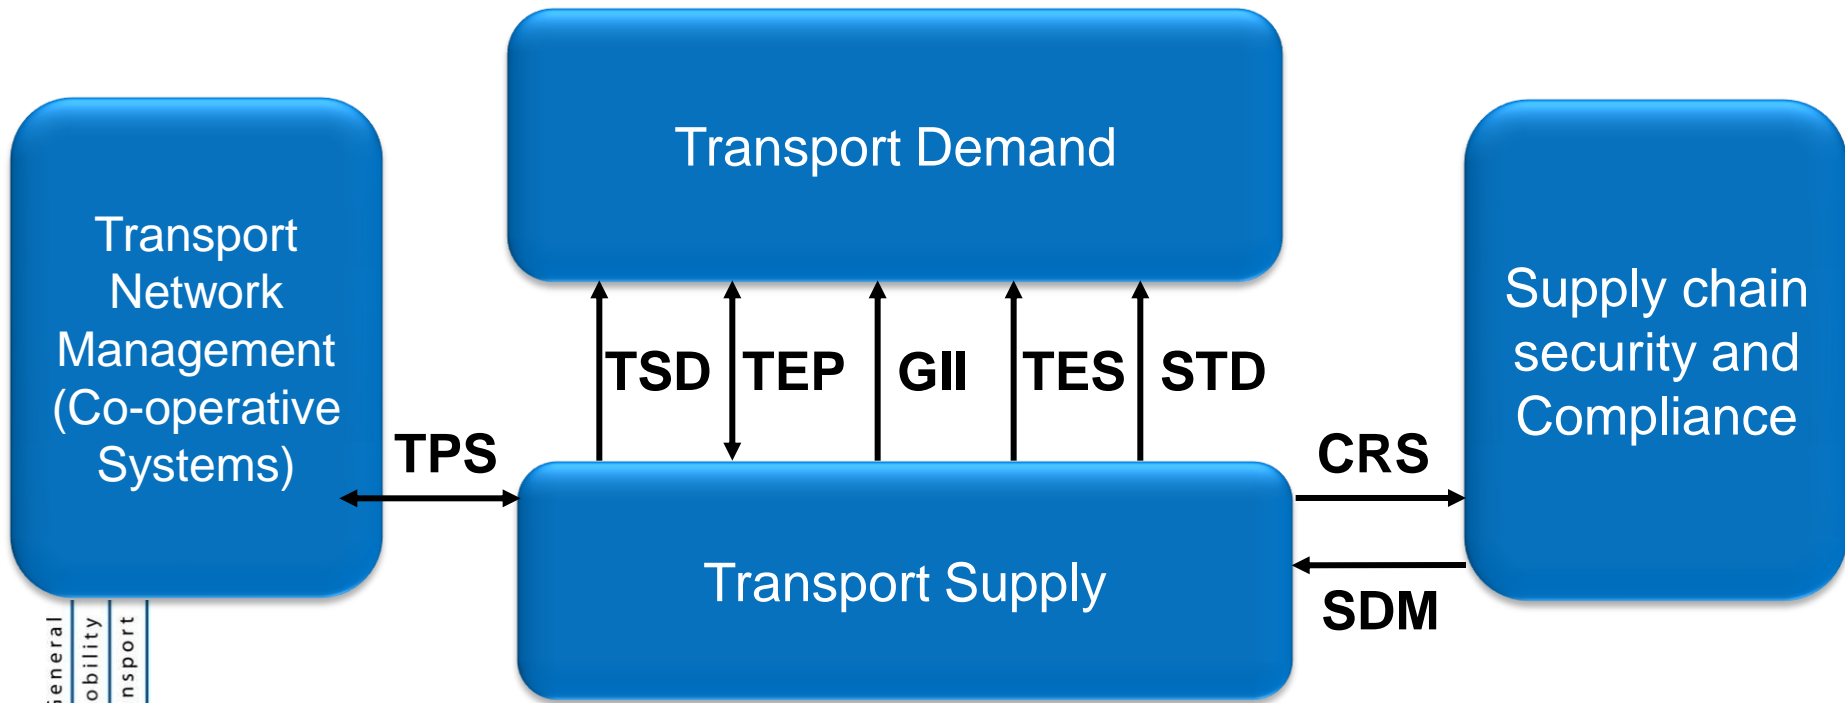 Transport Demand
Transport
Network
Management
(Co-operative
Systems)
Supply chain
security and
Compliance
TSD
TEP
GII
TES
STD
TPS
CRS
Transport Supply
SDM